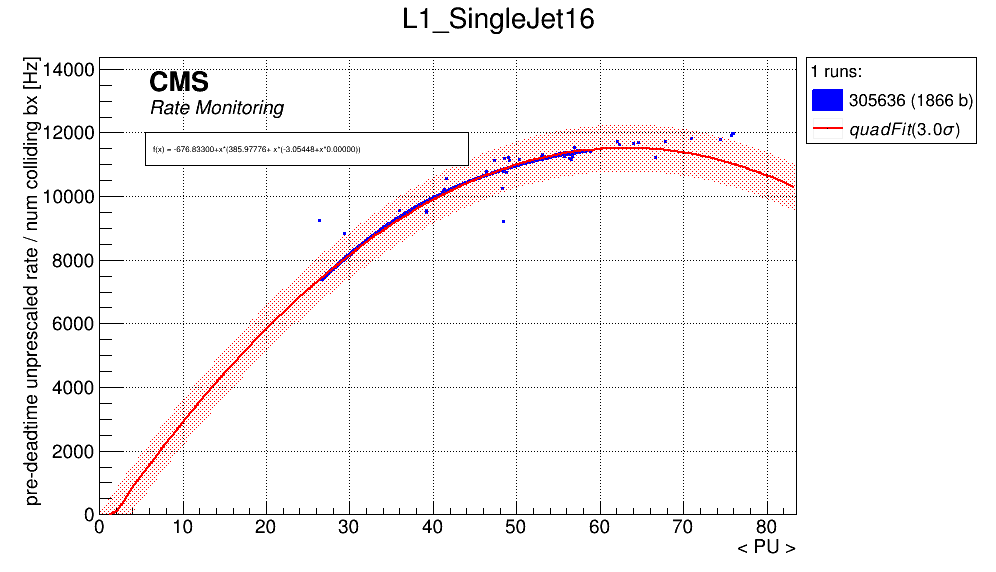 L1_SingleJet16
pre-deadtime unprescaled rate / num colliding bx [Hz]
14000
12000
10000
8000
6000
4000
2000
0
CMS
Rate Monitoring
f(x) = -676.83300+x*(385.97776+ x*(-3.05448+x*0.00000))
0 10 20 30 40 50 60 70 80
< PU >
1 runs:
305636 (1866 b)
quadFit(3.0σ)